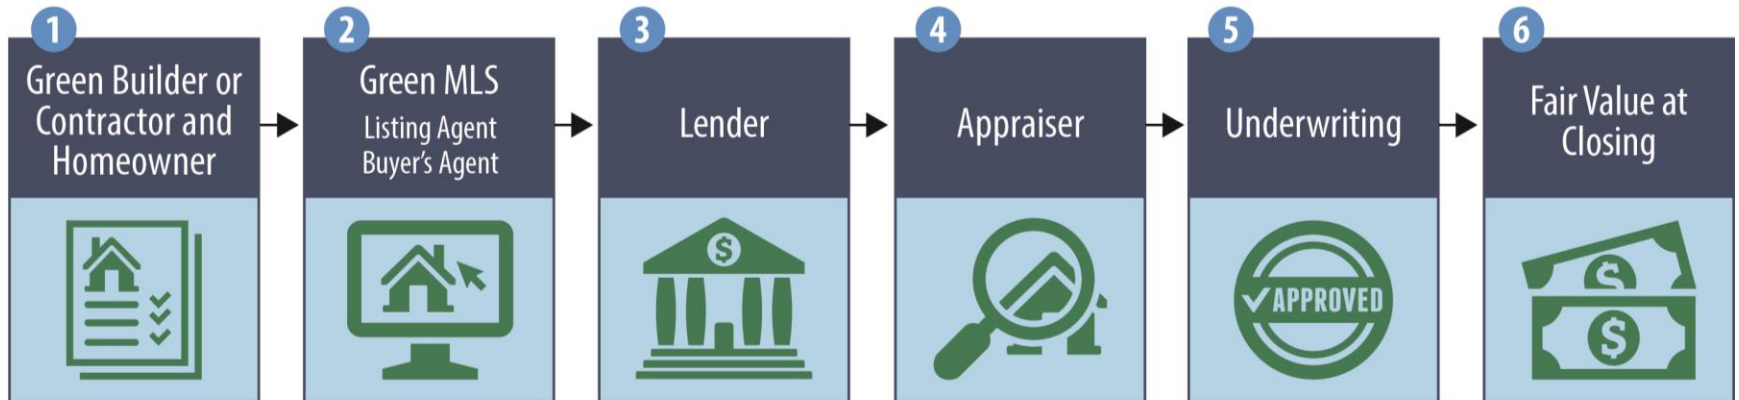 1
Green Builder or
Contractor and
Homeowner
2
Green MLS
Listing Agent
Buyer's Agent
3
Lender
$
4
Appraiser
5
Underwriting
APPROVED
6
Fair Value at
Closing
$
$